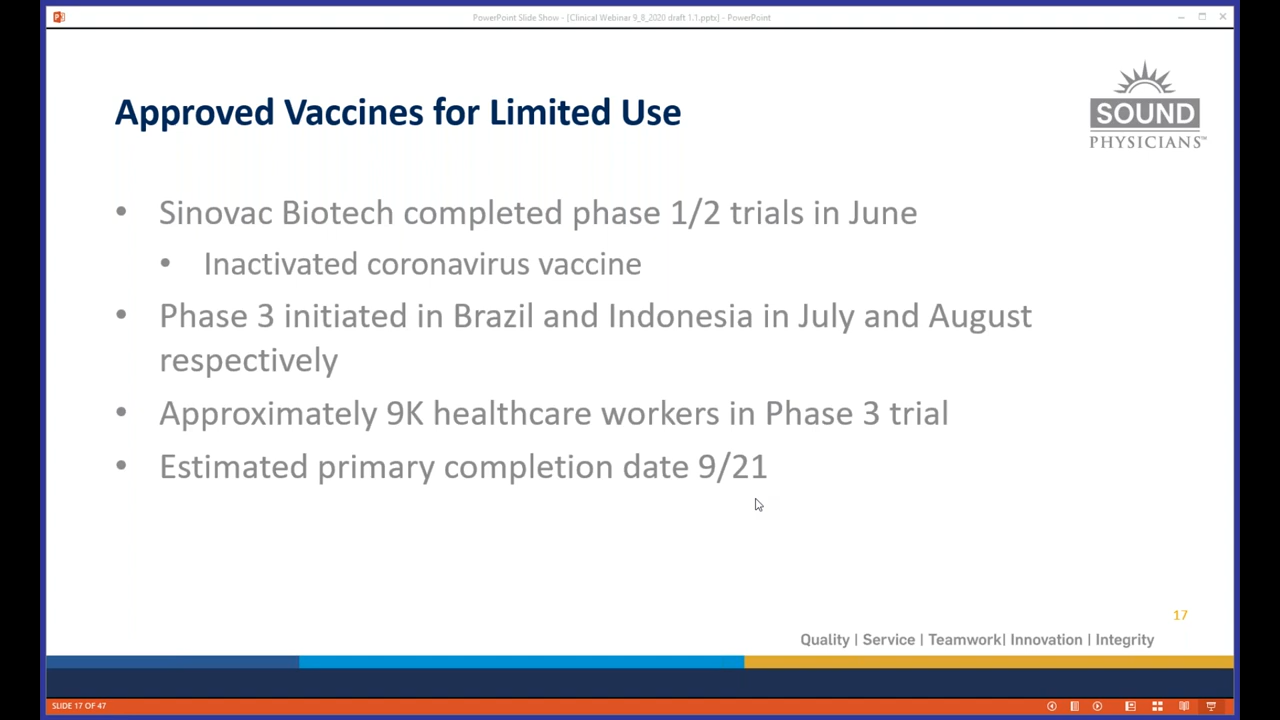 PowerPoint Slide Show - [Clinical Webinar 9_8_2020 draft 1.1.pptx] - PowerPoint
Approved Vaccines for Limited Use
SOUND
PHYSICIANS™
• Sinovac Biotech completed phase 1/2 trials in June
• Inactivated coronavirus vaccine
• Phase 3 initiated in Brazil and Indonesia in July and August
respectively
• Approximately 9K healthcare workers in Phase 3 trial
• Estimated primary completion date 9/21
17
Quality | Service | Teamwork| Innovation | Integrity
SLIDE 17 OF 47